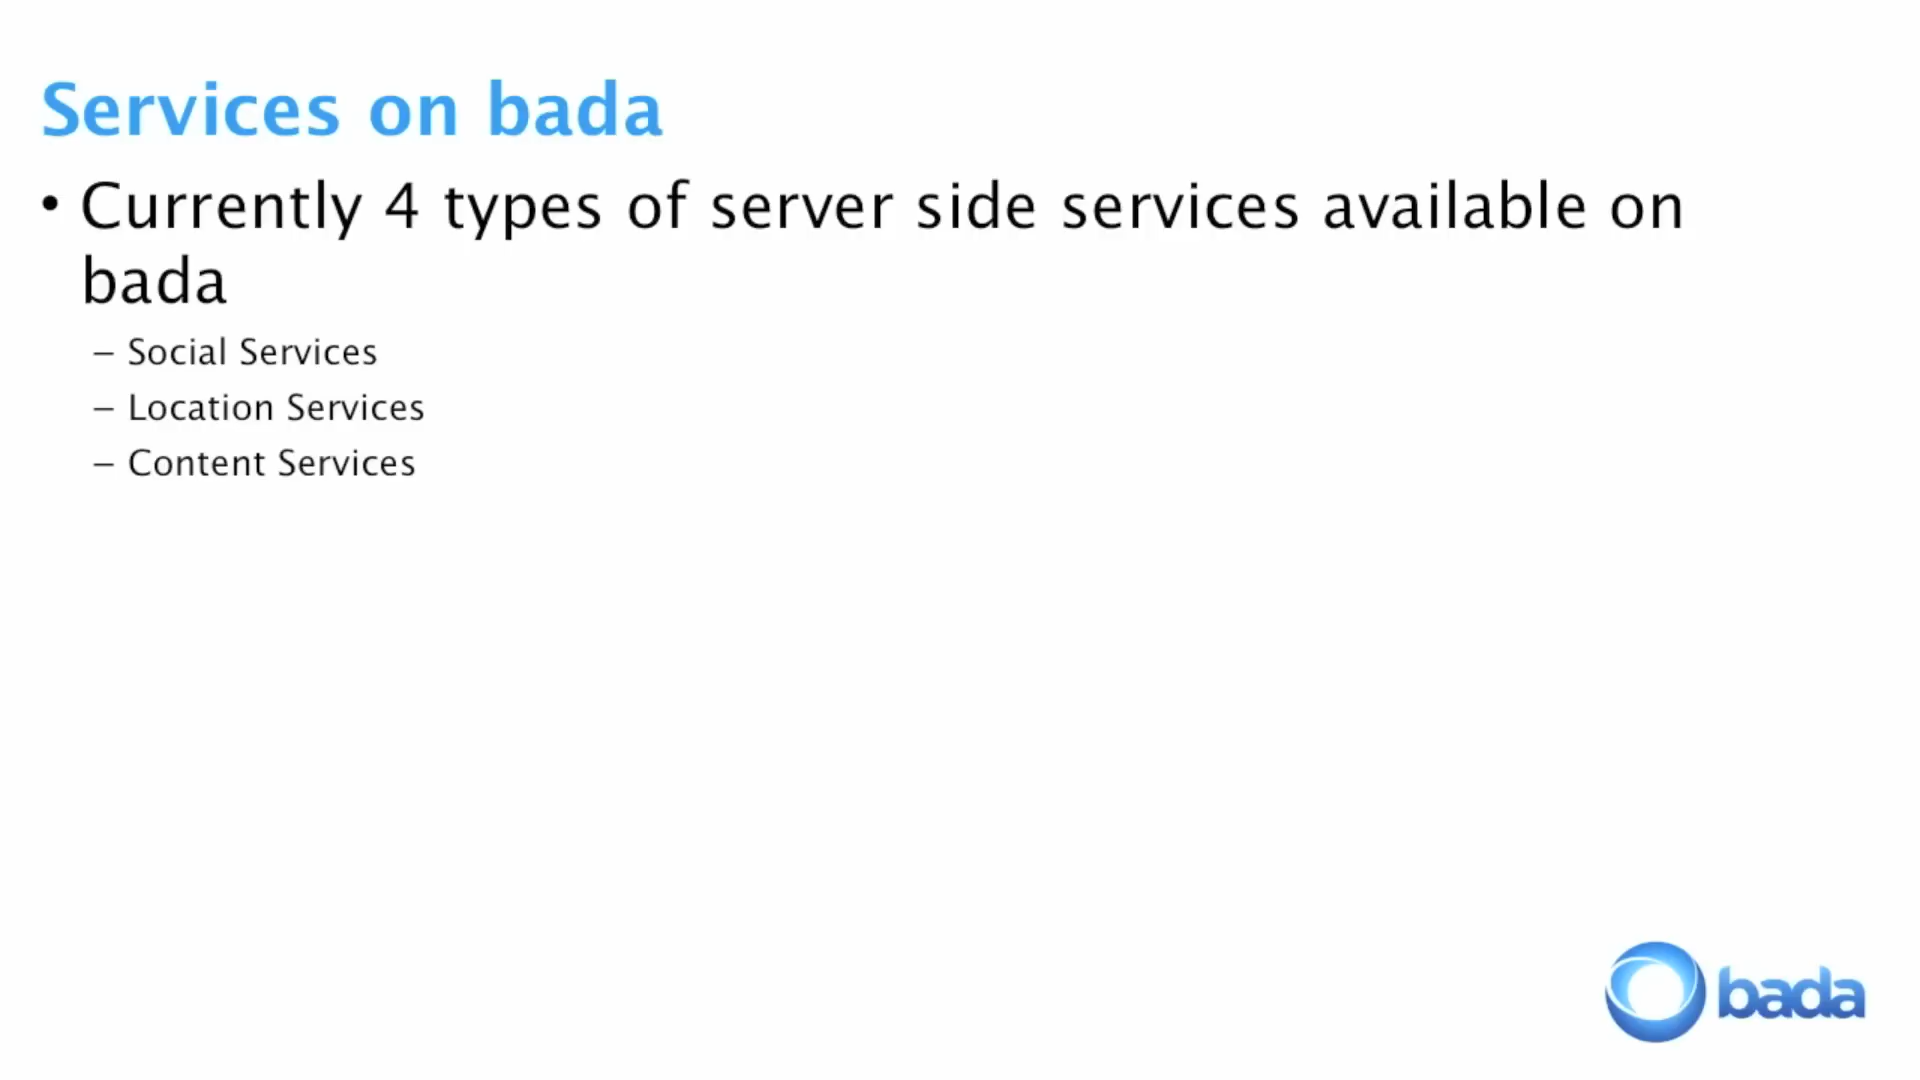 Services on bada
• Currently 4 types of server side services available on
bada
– Social Services
– Location Services
– Content Services
bada